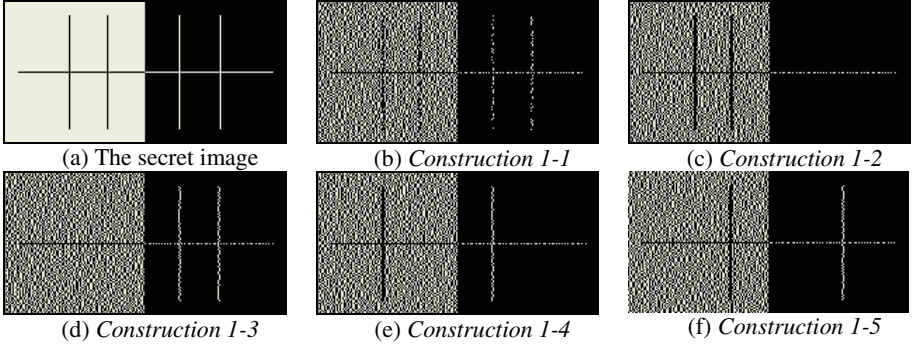 (a) The secret image
(b) Construction 1-1
(c) Construction 1-2
(d) Construction 1-3
(e) Construction 1-4
(f) Construction 1-5